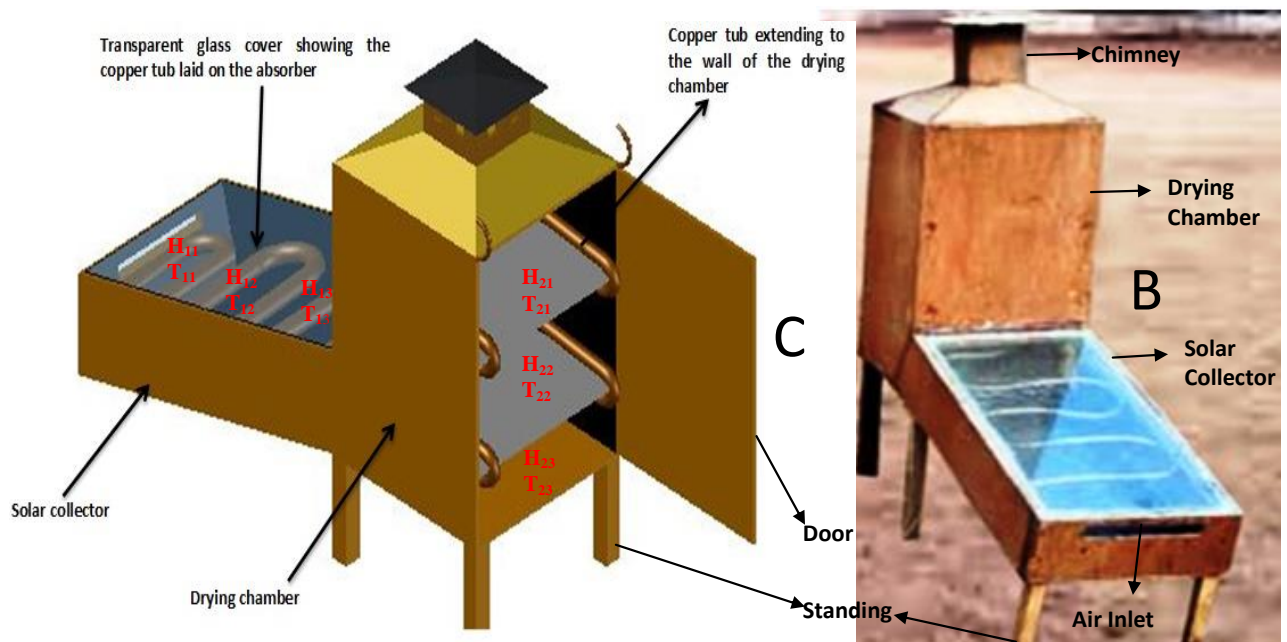 Transparent glass cover showing the
copper tub laid on the absorber
Copper tub extending to
the wall of the drying
chamber
Chimney
Drying
Chamber
H11
T11
H12
T12
H13
T13
H21
T21
H22
T22
H23
T23
C
B
Solar
Collector
Solar collector
Drying chamber
Door
Standing
Air Inlet